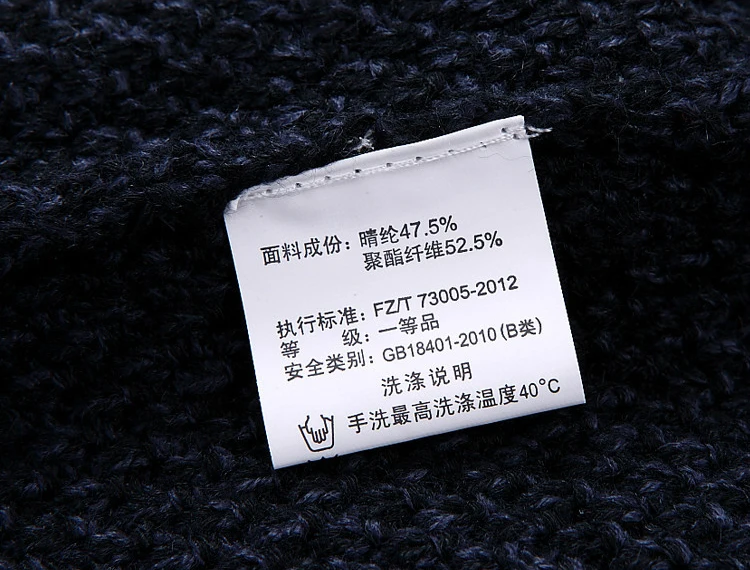 面料成份：晴纶47.5%
聚酯纤维52.5%
执行标准：FZ/T 73005-2012
等　　级：一等品
安全类别：GB18401-2010(B类)
洗涤说明
手洗最高洗涤温度40°C